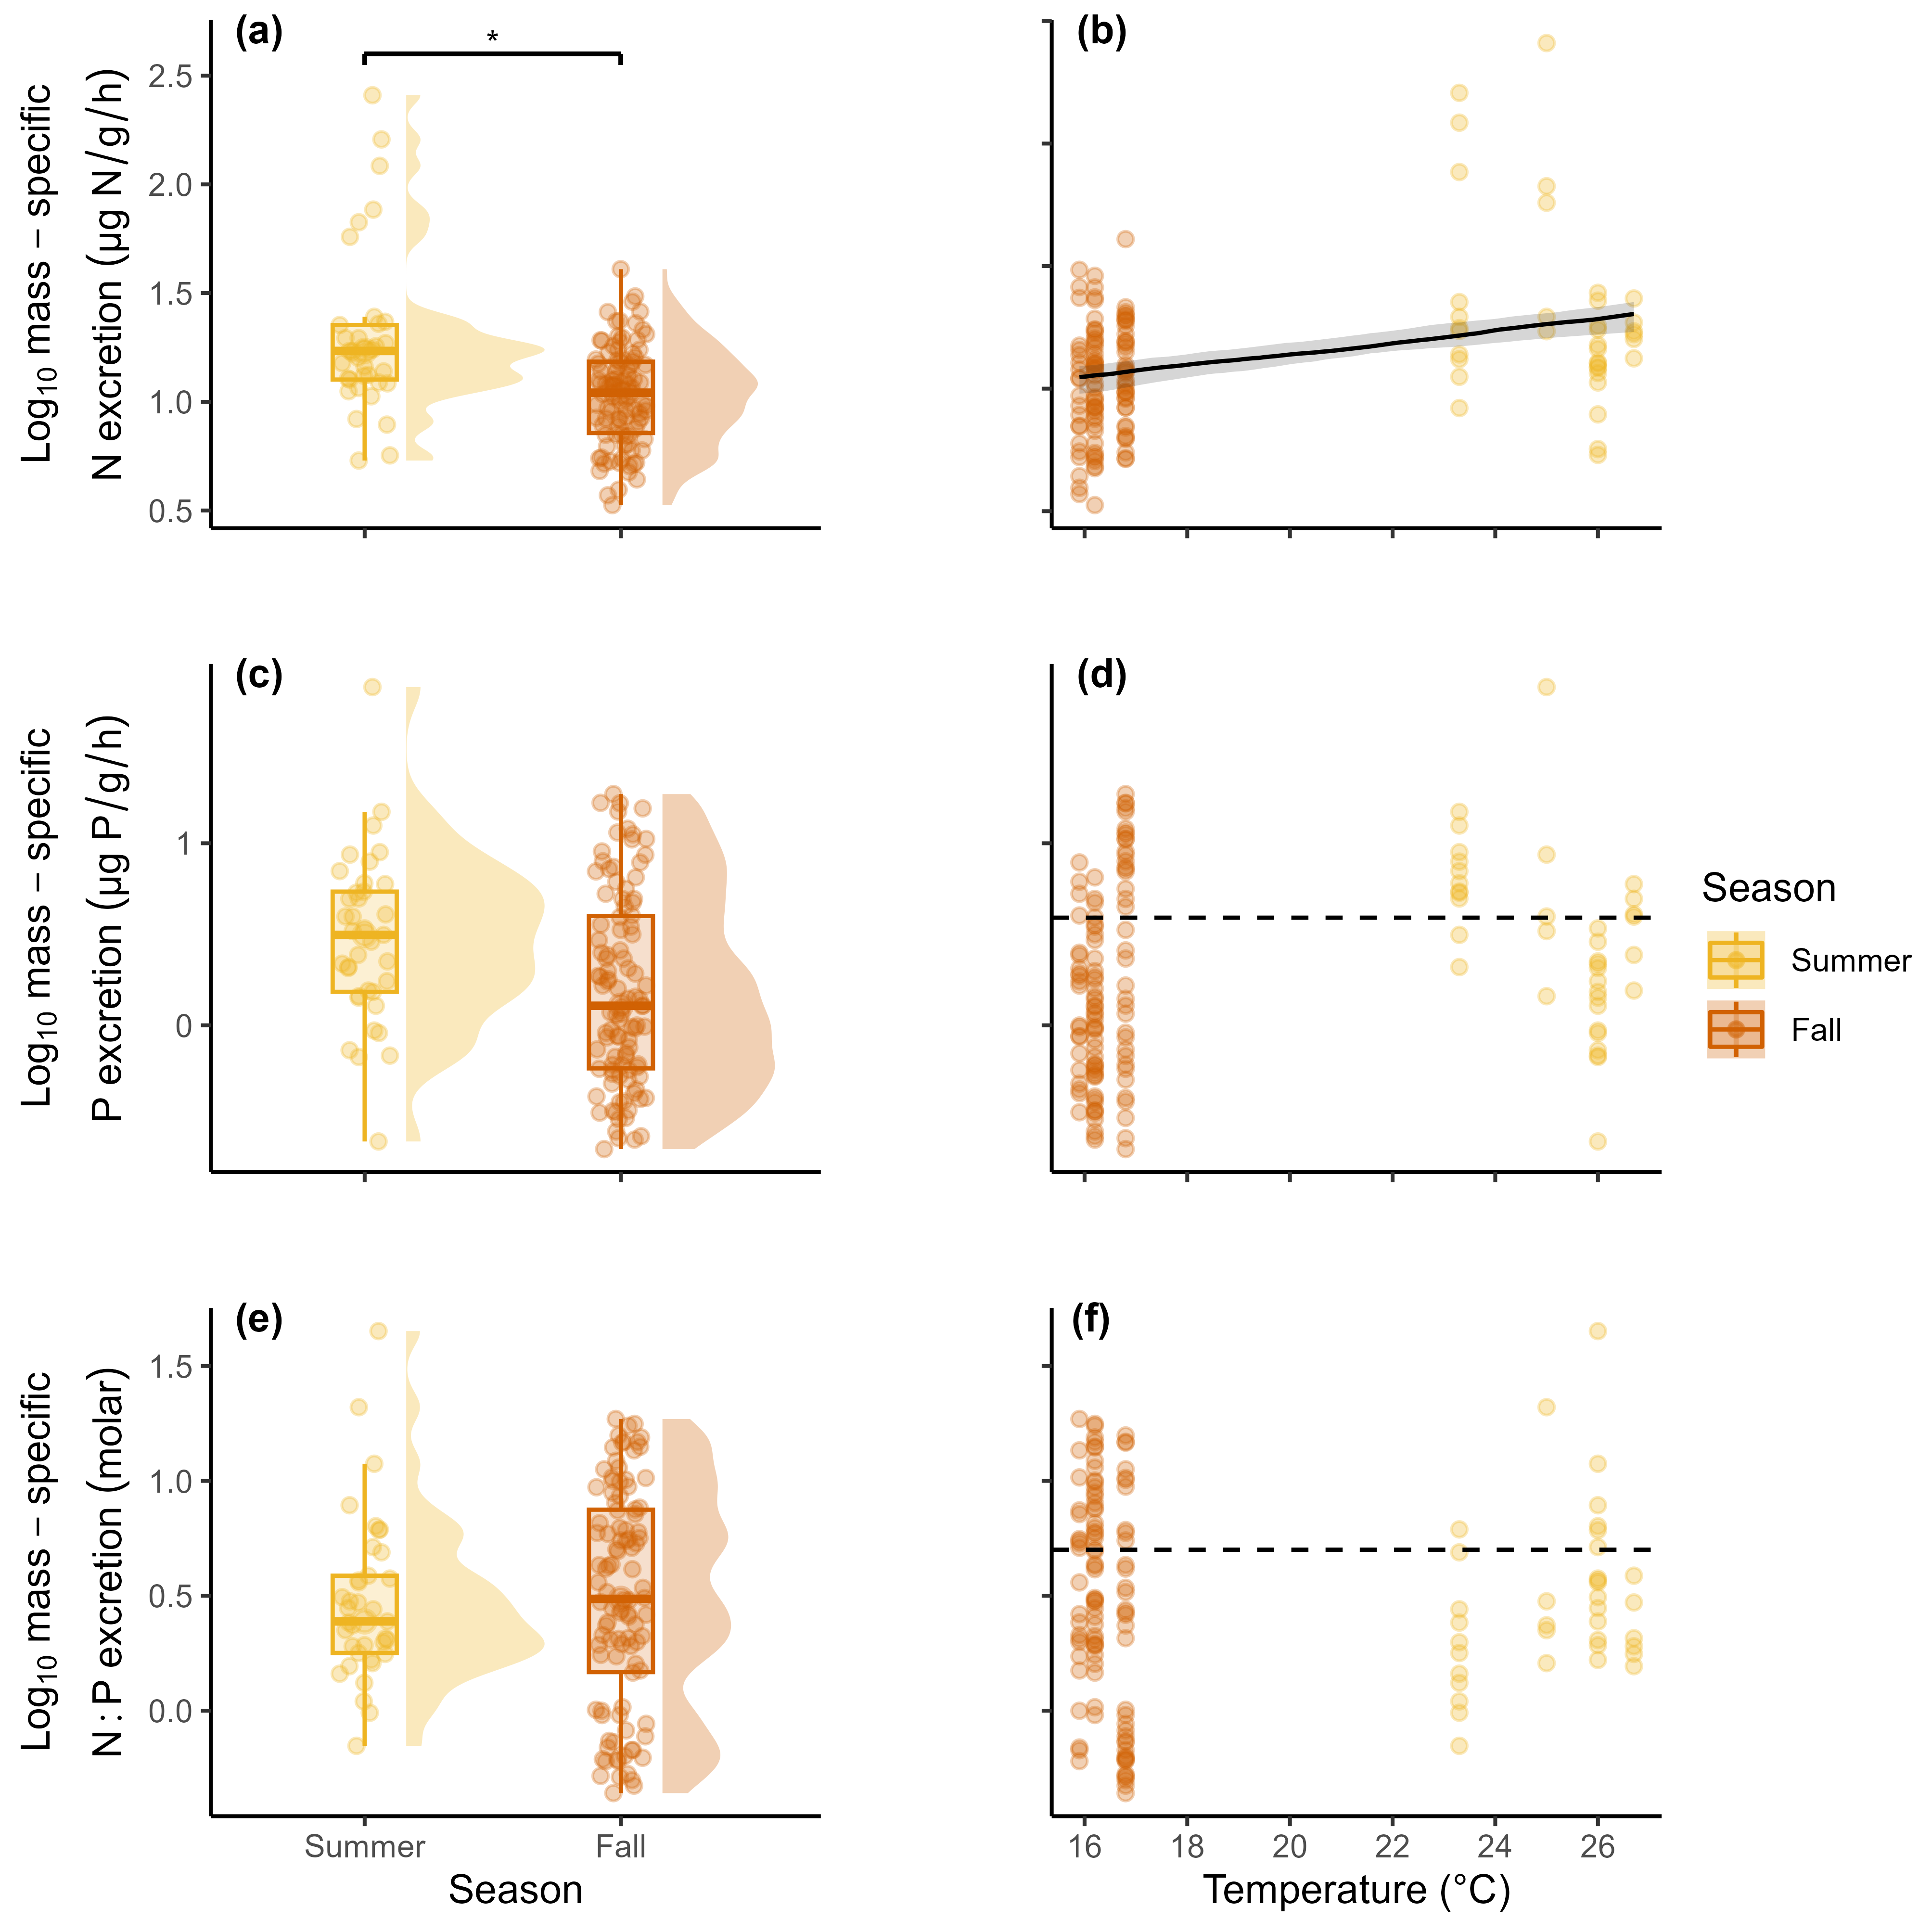 (a)
*
(b)
Log10 mass − specific
N excretion (μg N/g/h)
2.5
2.0
1.5
1.0
0.5
(c)
(d)
Log10 mass − specific
P excretion (μg P/g/h)
1
0
Season
Summer
Fall
(e)
(f)
Log10 mass − specific
N:P excretion (molar)
1.5
1.0
0.5
0.0
Summer Fall
Season
16 18 20 22 24 26
Temperature (°C)